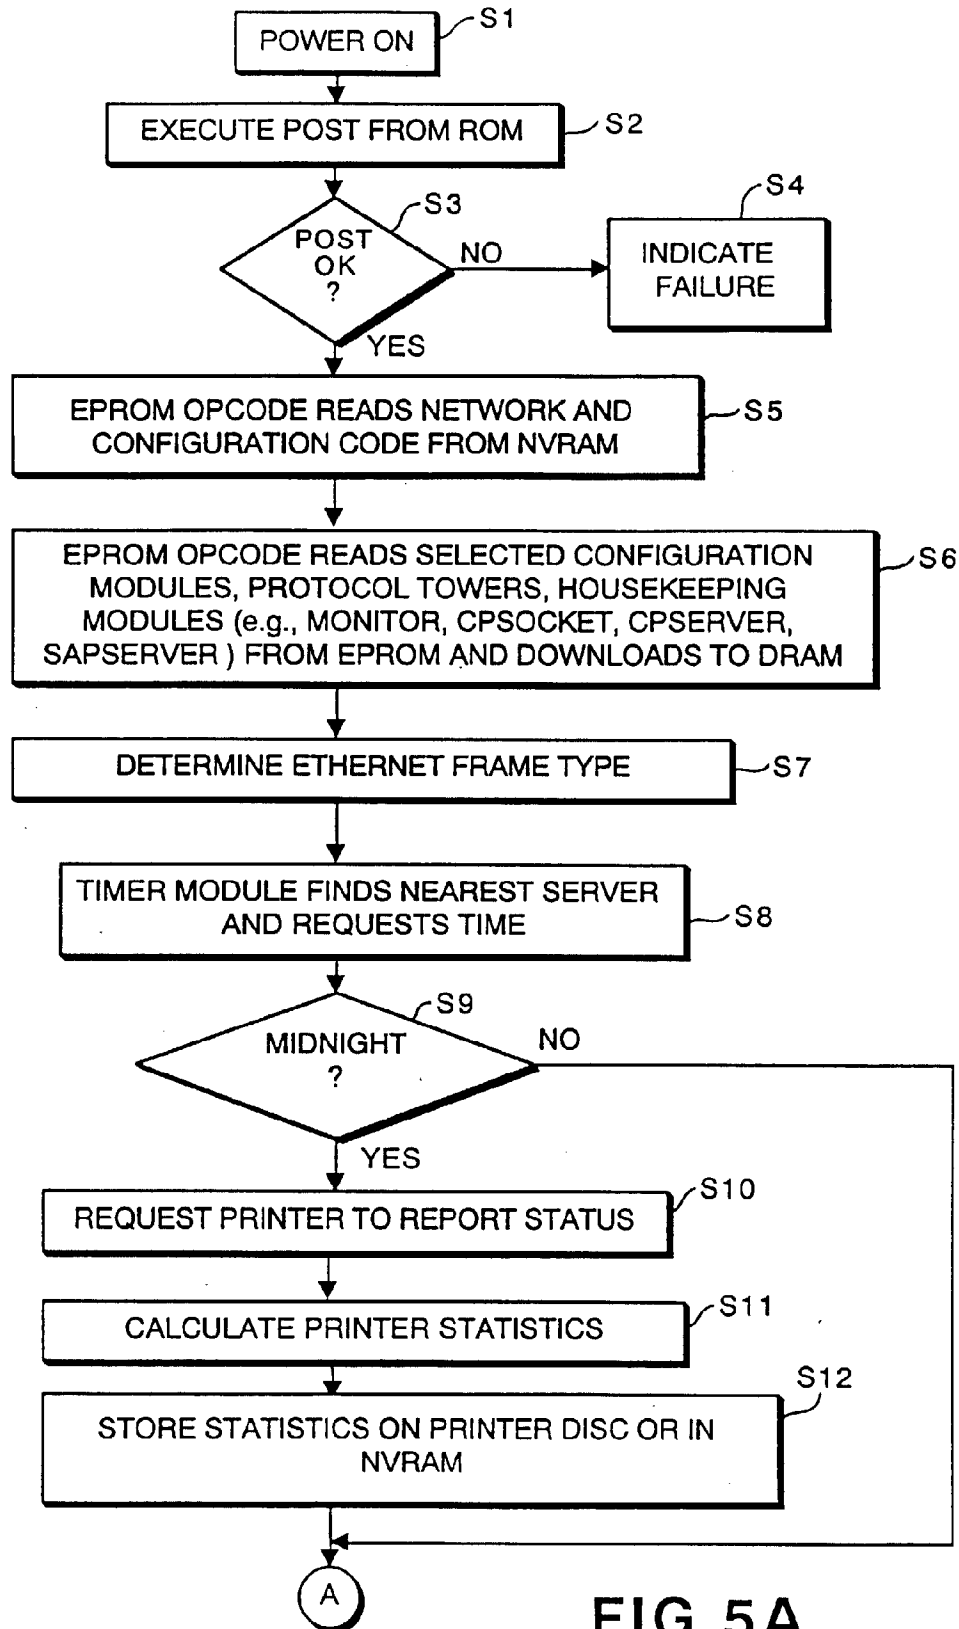 S1
POWER ON
EXECUTE POST FROM ROM
S2
S3
POST
OK
?
NO
S4
INDICATE
FAILURE
YES
EPROM OPCODE READS NETWORK AND
CONFIGURATION CODE FROM NVRAM
S5
EPROM OPCODE READS SELECTED CONFIGURATION
MODULES, PROTOCOL TOWERS, HOUSEKEEPING
MODULES (e.g., MONITOR, CPSOCKET, CPSERVER,
SAPSERVER ) FROM EPROM AND DOWNLOADS TO DRAM
S6
DETERMINE ETHERNET FRAME TYPE
S7
TIMER MODULE FINDS NEAREST SERVER
AND REQUESTS TIME
S8
S9
MIDNIGHT
?
NO
YES
REQUEST PRINTER TO REPORT STATUS
S10
CALCULATE PRINTER STATISTICS
S11
S12
STORE STATISTICS ON PRINTER DISC OR IN
NVRAM
A
FIG 5A